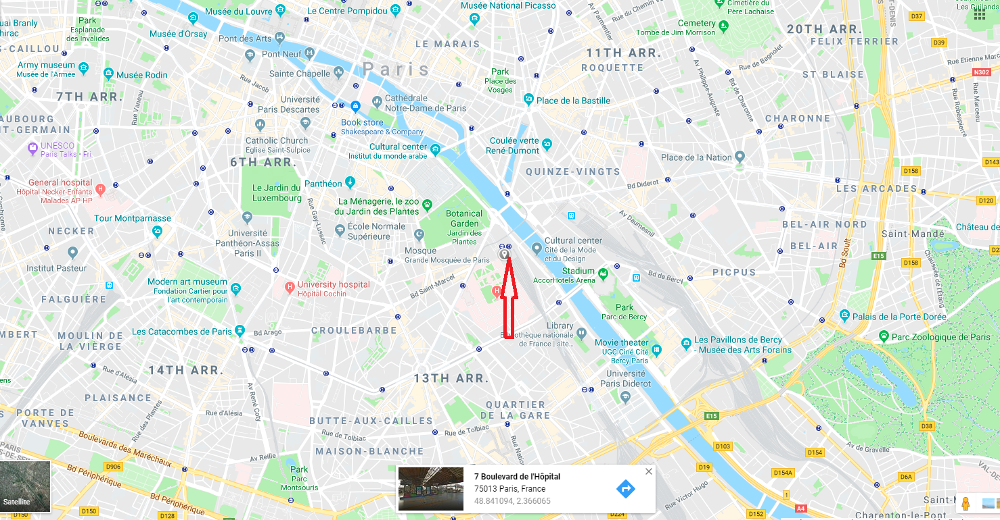 Musée du Louvre
Le Centre Pompidou
Musée National Picasso
Rue du Chemin Vert
Cimetière du
Père Lachaise
D37
Les Guilands
Park
Esplanade
des Invalides
Musée d'Orsay
Pont des Arts
LE MARAIS
Av Parmentier
Cemetery
Tombe de Jim Morrison
20TH ARR.
FELIX TERRIER
D39
Pont Neuf
11TH ARR.
ROQUETTE
Rue de Bagnolet
Rue Etienne Marc
Army museum
Musée de l'Armée
Musée Rodin
Sainte Chapelle
Paris
Park
Place des
Vosges
Av Philippe-Auguste
Bd de Charonne
ST BLAISE
N302
Rue Jacob
7TH ARR.
Rue Vaneau
Université
Paris Descartes
Cathédrale
Notre-Dame de Paris
Place de la Bastille
Rue Robespierre
Rue Marceau
CHARONNE
Book store
Shakespeare & Company
Catholic Church
Église Saint-Sulpice
UNESCO
Paris Talks · Fri
Cultural center
Institut du monde arabe
Coulée verte
René-Dumont
Place de la Nation
6TH ARR.
QUINZE-VINGTS
D143
D158
General hospital
Hôpital Necker-Enfants
Malades AP-HP
Le Jardin du
Luxembourg
Panthéon
Bd Diderot
LES ARCADES
D120
La Ménagerie, le zoo
du Jardin des Plantes
Rue Gay-Lussac
Botanical
Garden
Jardin des
Plantes
Av Daumesnil
Tour Montparnasse
NECKER
Université
Panthéon-Assas
Paris II
École Normale
Supérieure
BEL-AIR NORD
Saint-Mandé
Château de
Mosque
Grande Mosquée de Paris
Cultural center
Cité de la Mode
et du Design
BEL-AIR
Bd Soult
E15
D158
Institut Pasteur
Stadium
AccorHotels Arena
Bd de Bercy
PICPUS
Chaussée de l'Étang
Modern art museum
Fondation Cartier pour
l'art contemporain
University hospital
Hôpital Cochin
Bd Saint-Marcel
FALGUIÈRE
Park
Parc de Bercy
Palais de la Porte Dorée
MOULIN DE
LA VIERGE
Les Catacombes de Paris
Bd Arago
CROULEBARBE
Library
Bibliothèque nationale
de France | site...
Movie theater
UGC Ciné Cité
Bercy Paris
Les Pavillons de Bercy
- Musée des Arts Forains
Parc Zoologique de Paris
14TH ARR.
Rue d'Alésia
13TH ARR.
Université
Paris Diderot
PLAISANCE
Av René Coty
QUARTIER
DE LA GARE
PORTE DE
VANVES
Rue des Plantes
Rue d'Alésia
BUTTE-AUX-CAILLES
Rue de Tolbiac
Rue de Tolbiac
E15
D38
Boulevards des Maréchaux
MAISON-BLANCHE
Rue Nationale
D103
D154
Av de Gravelle
Av Reille
D906
Bd Périphérique
Park
Parc
Montsouris
D19
D154A
D6A
Bd Périphérique
Rue Victor Hugo
1
A4
D150
D150
D128
D224
D152
Charenton-le-Pont
7 Boulevard de l'Hôpital
75013 Paris, France
48.841094, 2.366065
Satellite